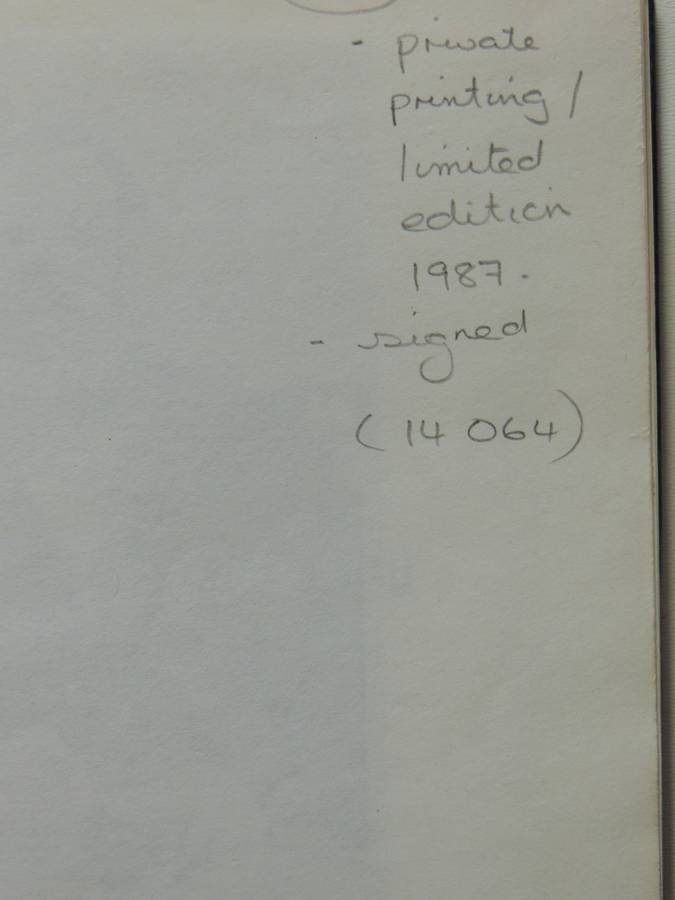 - private
printing /
limited
edition
1987.
- signed
(14 064)